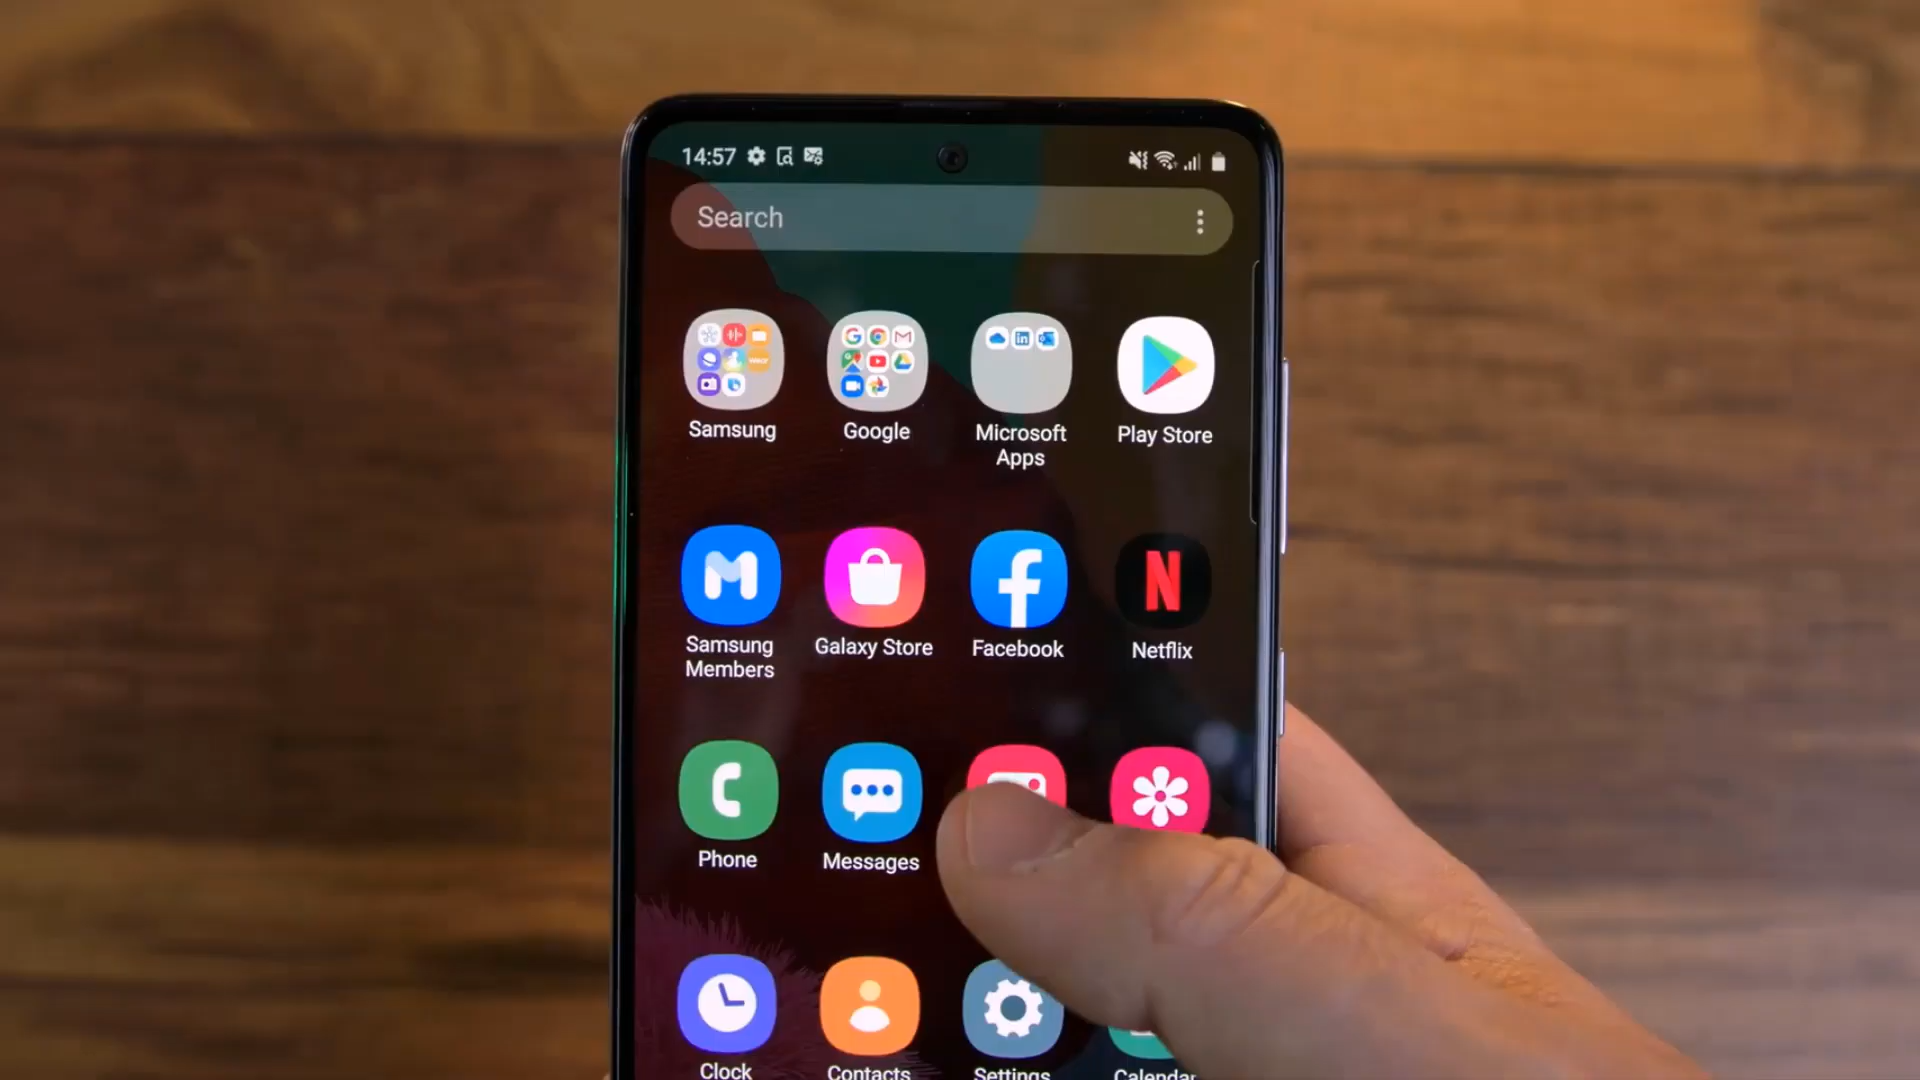 14:57
Search
Samsung
Google
Microsoft
Apps
Play Store
Samsung
Members
Galaxy Store
Facebook
Netflix
Phone
Messages
Clock
Contacts
Settings
Calendar